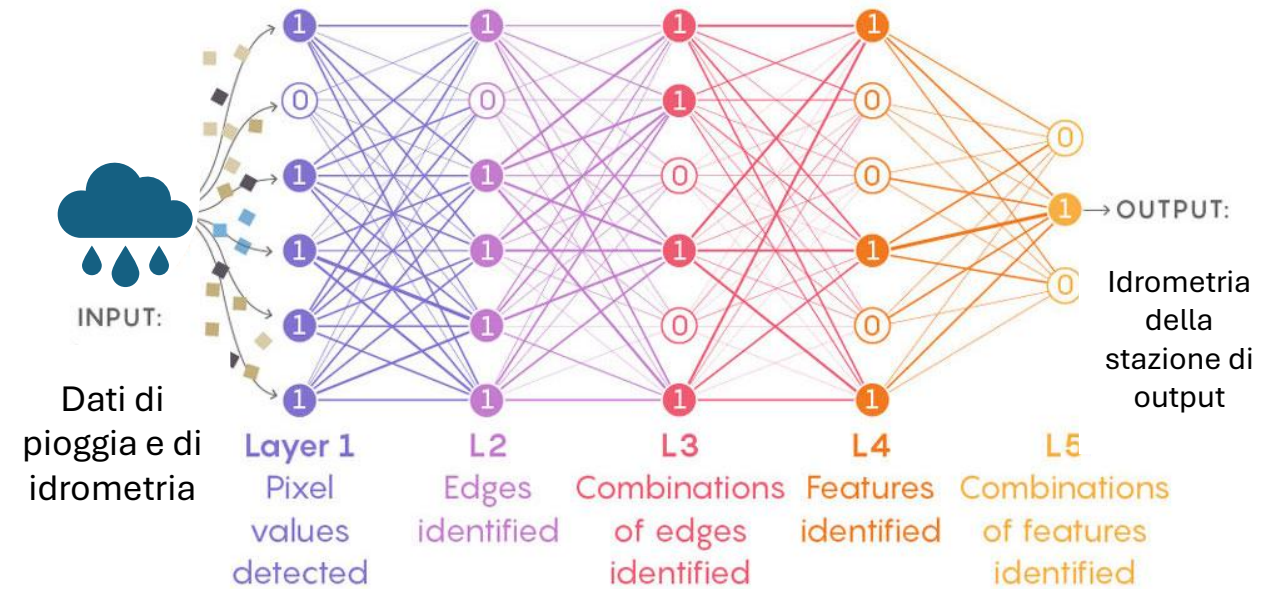 1
1
1
1
0
0
1
0
0
1
1
0
0
1
1
1
1
1
OUTPUT:
1
1
0
0
0
1
1
1
1
INPUT:
Idrometria
della
stazione di
output
Dati di
pioggia e di
idrometria
Layer 1
Pixel
values
detected
L2
Edges
identified
L3
Combinations
of edges
identified
L4
Features
identified
L5
Combinations
of features
identified